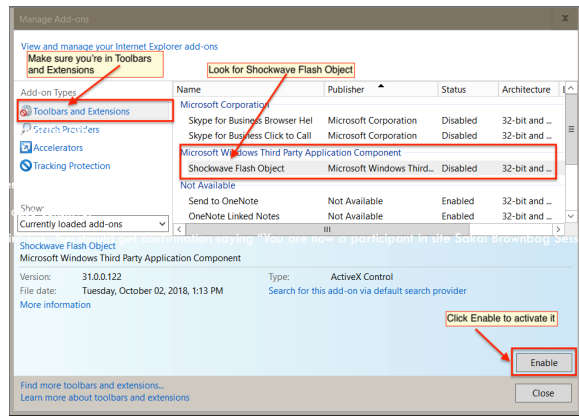 Manage Add-ons
x
View and manage your Internet Explorer add-ons
Make sure you're in Toolbars
and Extensions
Look for Shockwave Flash Object
Add-on Types
Toolbars and Extensions
Search Providers
Accelerators
Tracking Protection
Show:
Currently loaded add-ons
Name Publisher Status Architecture
Microsoft Corporation
Skype for Business Browser Hel Microsoft Corporation Disabled 32-bit and ...
Skype for Business Click to Call Microsoft Corporation Disabled 32-bit and ...
Microsoft Windows Third Party Application Component
Shockwave Flash Object Microsoft Windows Third... Disabled 32-bit and ...
Not Available
Send to OneNote Not Available Enabled 32-bit and ...
OneNote Linked Notes Not Available Enabled 32-bit and ...
get confirmation saying "You are now a participant in site Sakai Brownbag Sess
Shockwave Flash Object
Microsoft Windows Third Party Application Component
Version: 31.0.0.122 Type: ActiveX Control
File date: Tuesday, October 02, 2018, 1:13 PM Search for this add-on via default search provider
More information
Click Enable to activate it
Enable
Find more toolbars and extensions...
Learn more about toolbars and extensions
Close